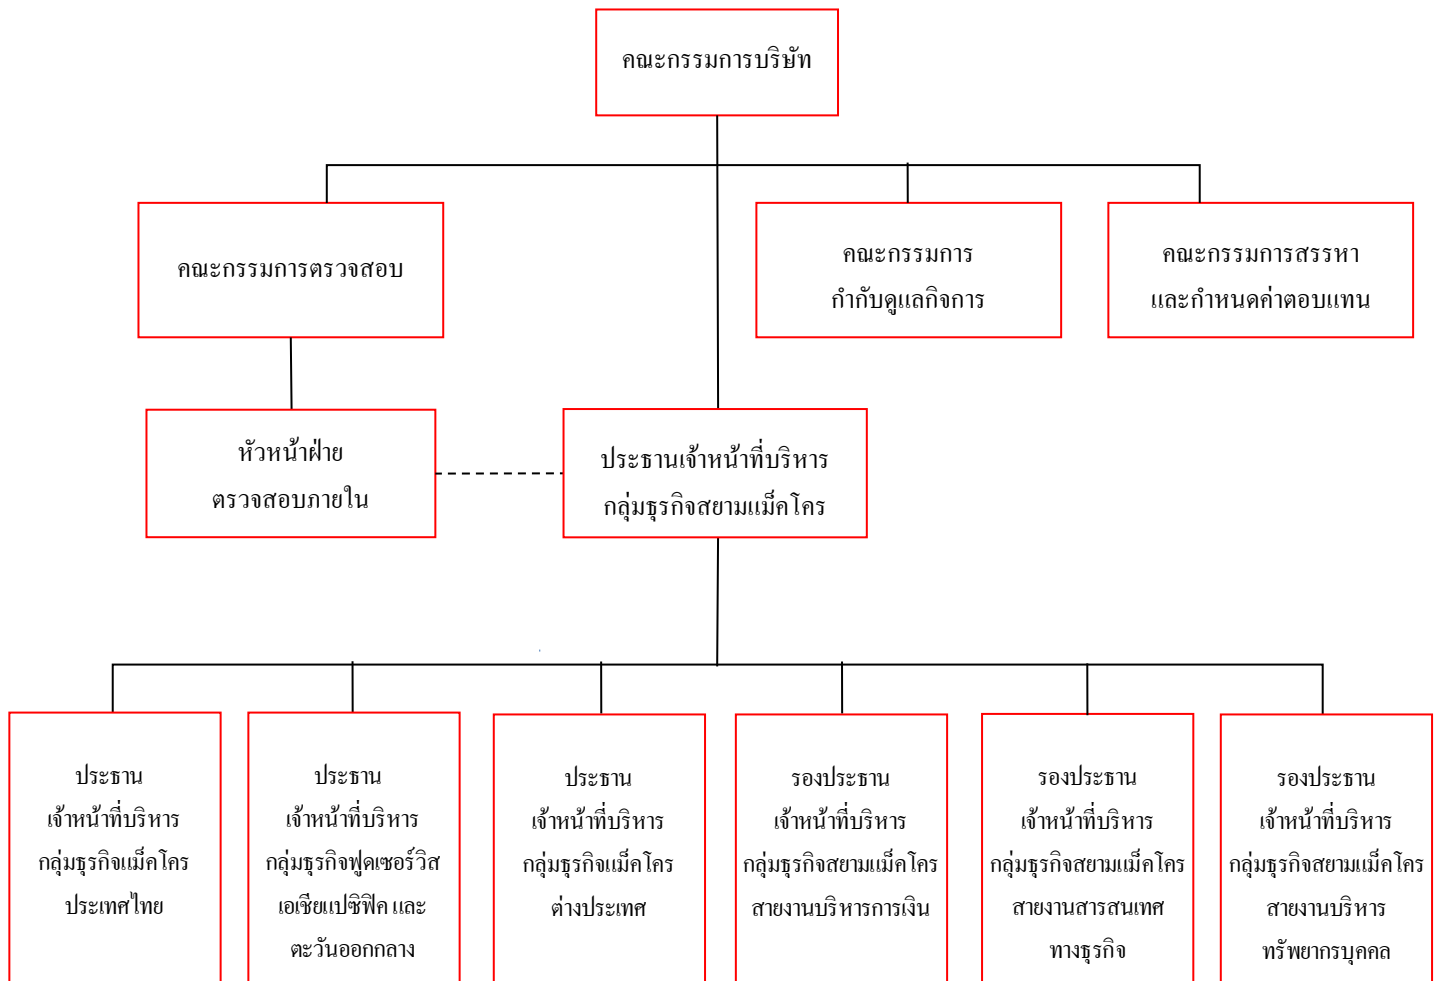 คณะกรรมการบริษัท
คณะกรรมการตรวจสอบ
คณะกรรมการ
กำกับดูแลกิจการ
คณะกรรมการสรรหา
และกำหนดค่าตอบแทน
หัวหน้าฝ่าย
ตรวจสอบภายใน
ประธานเจ้าหน้าที่บริหาร
กลุ่มธุรกิจสยามแม็คโคร
ประธาน
เจ้าหน้าที่บริหาร
กลุ่มธุรกิจแม็คโคร
ประเทศไทย
ประธาน
เจ้าหน้าที่บริหาร
กลุ่มธุรกิจฟูดเซอร์วิส
เอเชียแปซิฟิค และ
ตะวันออกกลาง
ประธาน
เจ้าหน้าที่บริหาร
กลุ่มธุรกิจแม็คโคร
ต่างประเทศ
รองประธาน
เจ้าหน้าที่บริหาร
กลุ่มธุรกิจสยามแม็คโคร
สายงานบริหารการเงิน
รองประธาน
เจ้าหน้าที่บริหาร
กลุ่มธุรกิจสยามแม็คโคร
สายงานสารสนเทศ
ทางธุรกิจ
รองประธาน
เจ้าหน้าที่บริหาร
กลุ่มธุรกิจสยามแม็คโคร
สายงานบริหาร
ทรัพยากรบุคคล